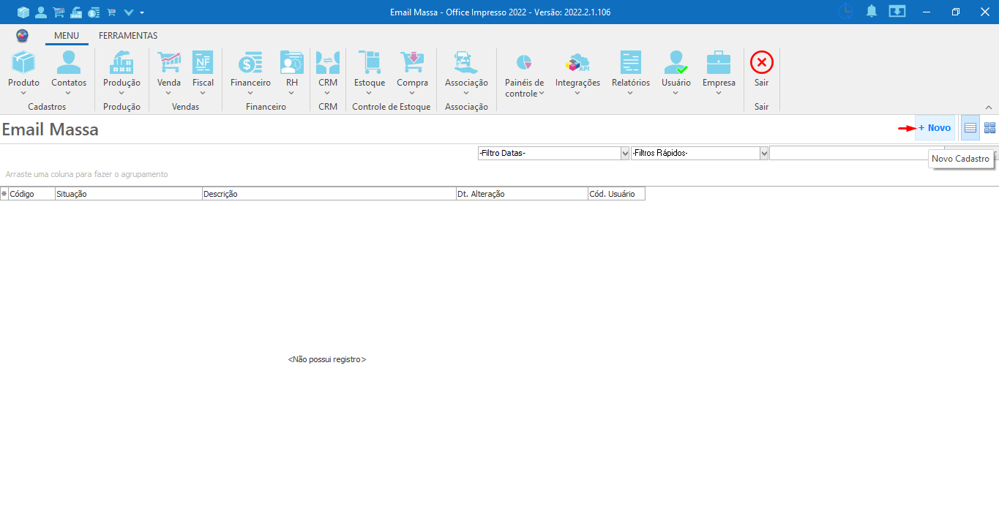 Email Massa - Office Impresso 2022 - Versão: 2022.2.1.106
MENU FERRAMENTAS
Produto Contatos Produção Venda Fiscal Financeiro RH CRM Estoque Compra Associação Painéis de controle Integrações Relatórios Usuário Empresa Sair
Cadastros Produção Vendas Financeiro CRM Controle de Estoque Associação Sair
Email Massa
+ Novo
-Filtro Datas- -Filtros Rápidos-
Novo Cadastro
Arraste uma coluna para fazer o agrupamento
Código Situação Descrição Dt. Alteração Cód. Usuário
<Não possui registro>